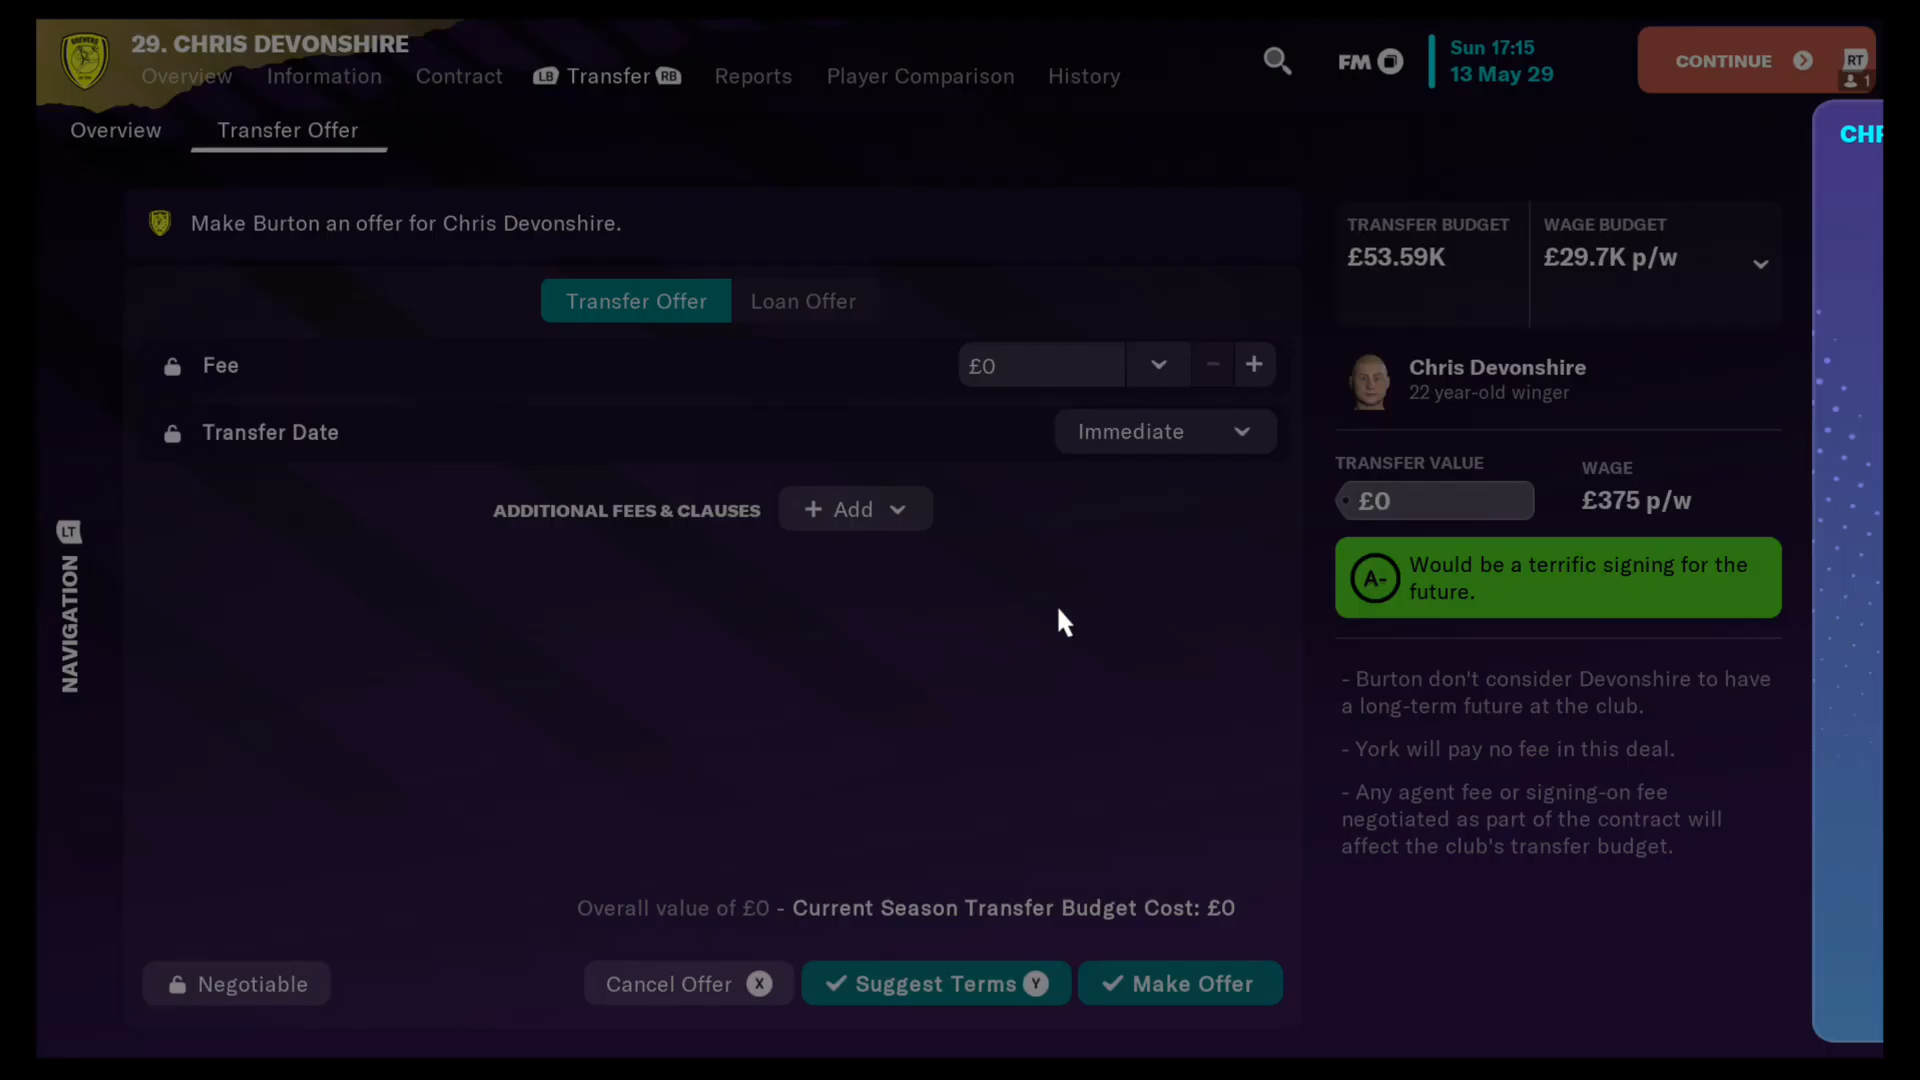 29. CHRIS DEVONSHIRE
Overview Information Contract LB Transfer RB Reports Player Comparison History
FM
Sun 17:15
13 May 29
CONTINUE
RT
1
Overview Transfer Offer
CHR
Make Burton an offer for Chris Devonshire.
Transfer Offer Loan Offer
Fee £0
Transfer Date Immediate
ADDITIONAL FEES & CLAUSES + Add
LT
NAVIGATION
TRANSFER BUDGET WAGE BUDGET
£53.59K £29.7K p/w
Chris Devonshire
22 year-old winger
TRANSFER VALUE WAGE
£0 £375 p/w
A-
Would be a terrific signing for the
future.
- Burton don't consider Devonshire to have
a long-term future at the club.
- York will pay no fee in this deal.
- Any agent fee or signing-on fee
negotiated as part of the contract will
affect the club's transfer budget.
Overall value of £0 - Current Season Transfer Budget Cost: £0
Negotiable Cancel Offer X Suggest Terms Y Make Offer